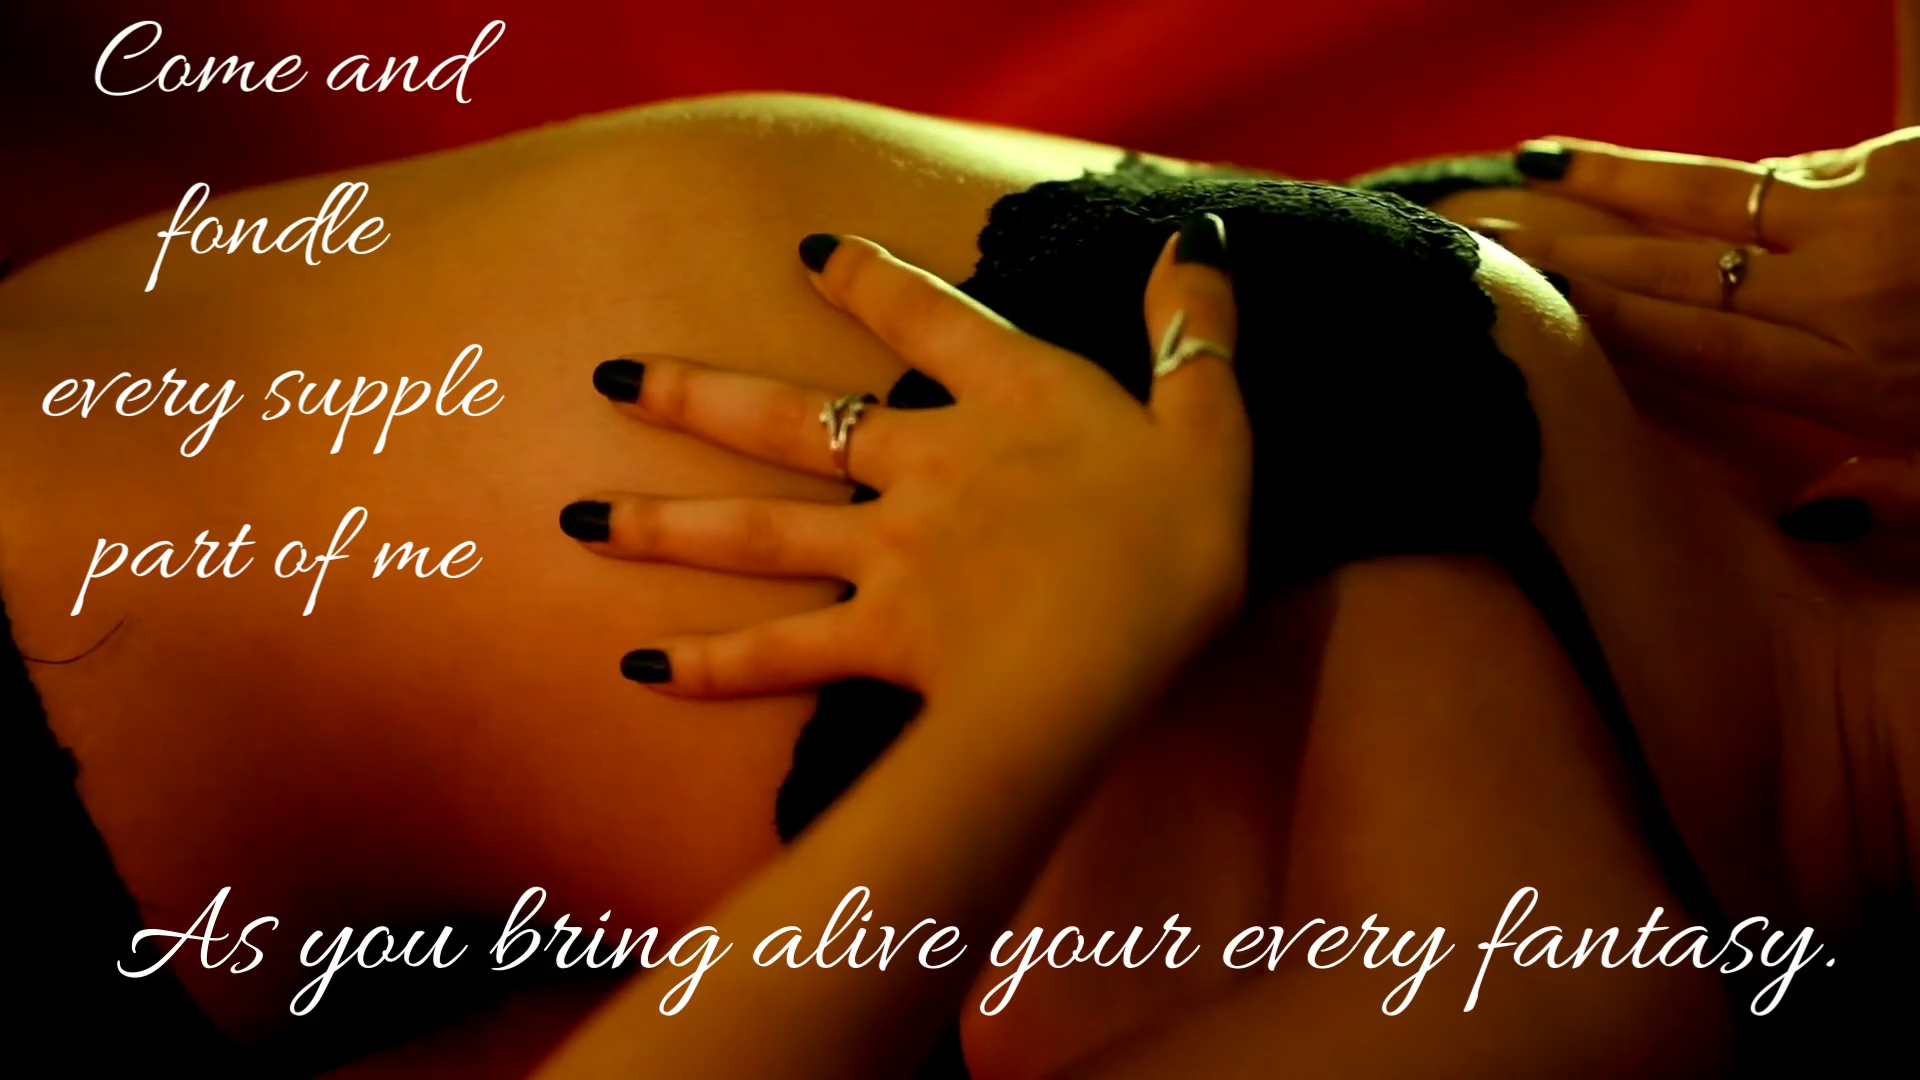 Come and
fondle
every supple
part of me
As you bring alive your every fantasy.